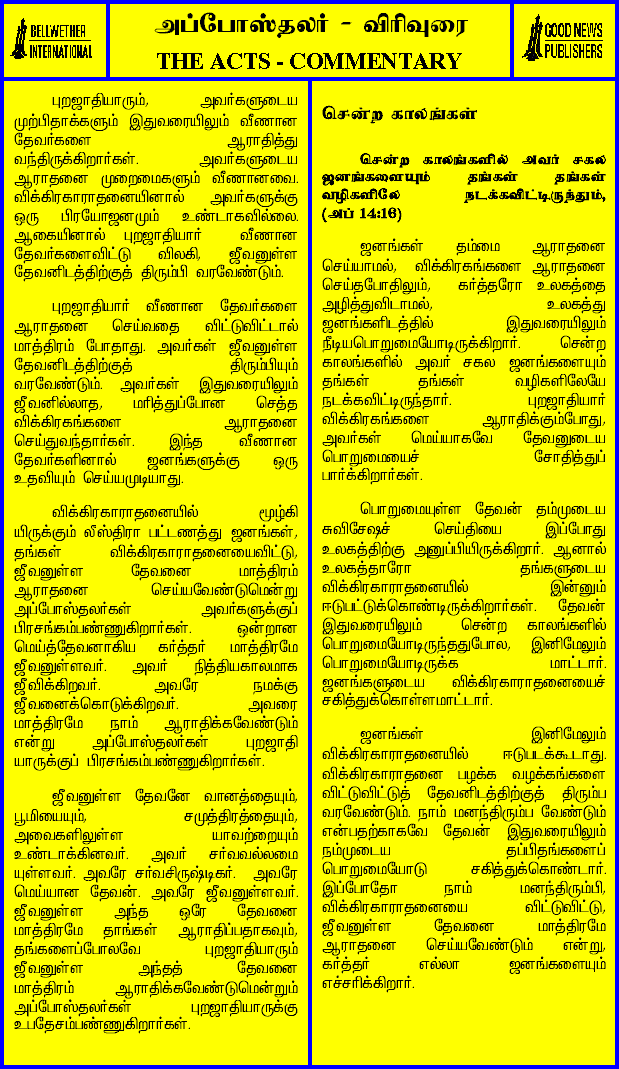 BELLWETHER
INTERNATIONAL
அப்போஸ்தலர் - விரிவுரை
THE ACTS - COMMENTARY
GOOD NEWS
PUBLISHERS
புறஜாதியாரும், அவர்களுடைய
முற்பிதாக்களும் இதுவரையிலும் வீணான
தேவர்களை ஆராதித்து
வந்திருக்கிறார்கள். அவர்களுடைய
ஆராதனை முறைமைகளும் வீணானவை.
விக்கிரகாராதனையினால் அவர்களுக்கு
ஒரு பிரயோஜனமும் உண்டாகவில்லை.
ஆகையினால் புறஜாதியார் வீணான
தேவர்களைவிட்டு விலகி, ஜீவனுள்ள
தேவனிடத்திற்குத் திரும்பி வரவேண்டும்.
புறஜாதியார் வீணான தேவர்களை
ஆராதனை செய்வதை விட்டுவிட்டால்
மாத்திரம் போதாது. அவர்கள் ஜீவனுள்ள
தேவனிடத்திற்குத் திரும்பியும்
வரவேண்டும். அவர்கள் இதுவரையிலும்
ஜீவனில்லாத, மரித்துப்போன செத்த
விக்கிரகங்களை ஆராதனை
செய்துவந்தார்கள். இந்த வீணான
தேவர்களினால் ஜனங்களுக்கு ஒரு
உதவியும் செய்யமுடியாது.
விக்கிரகாராதனையில் மூழ்கி
யிருக்கும் லீஸ்திரா பட்டணத்து ஜனங்கள்,
தங்கள் விக்கிரகாராதனையைவிட்டு,
ஜீவனுள்ள தேவனை மாத்திரம்
ஆராதனை செய்யவேண்டுமென்று
அப்போஸ்தலர்கள் அவர்களுக்குப்
பிரசங்கம்பண்ணுகிறார்கள். ஒன்றான
மெய்த்தேவனாகிய கர்த்தர் மாத்திரமே
ஜீவனுள்ளவர். அவர் நித்தியகாலமாக
ஜீவிக்கிறவர். அவரே நமக்கு
ஜீவனைக்கொடுக்கிறவர். அவரை
மாத்திரமே நாம் ஆராதிக்கவேண்டும்
என்று அப்போஸ்தலர்கள் புறஜாதி
யாருக்குப் பிரசங்கம்பண்ணுகிறார்கள்.
ஜீவனுள்ள தேவனே வானத்தையும்,
பூமியையும், சமுத்திரத்தையும்,
அவைகளிலுள்ள யாவற்றையும்
உண்டாக்கினவர். அவர் சர்வவல்லமை
யுள்ளவர். அவரே சர்வசிருஷ்டிகர். அவரே
மெய்யான தேவன். அவரே ஜீவனுள்ளவர்.
ஜீவனுள்ள அந்த ஒரே தேவனை
மாத்திரமே தாங்கள் ஆராதிப்பதாகவும்,
தங்களைப்போலவே புறஜாதியாரும்
ஜீவனுள்ள அந்தத் தேவனை
மாத்திரம் ஆராதிக்கவேண்டுமென்றும்
அப்போஸ்தலர்கள் புறஜாதியாருக்கு
உபதேசம்பண்ணுகிறார்கள்.
சென்ற காலங்கள்
சென்ற காலங்களில் அவர் சகல
ஜனங்களையும் தங்கள் தங்கள்
வழிகளிலே நடக்கவிட்டிருந்தும்,
(அப் 14:16)
ஜனங்கள் தம்மை ஆராதனை
செய்யாமல், விக்கிரகங்களை ஆராதனை
செய்தபோதிலும், கர்த்தரோ உலகத்தை
அழித்துவிடாமல், உலகத்து
ஜனங்களிடத்தில் இதுவரையிலும்
நீடியபொறுமையோடிருக்கிறார். சென்ற
காலங்களில் அவர் சகல ஜனங்களையும்
தங்கள் தங்கள் வழிகளிலேயே
நடக்கவிட்டிருந்தார். புறஜாதியார்
விக்கிரகங்களை ஆராதிக்கும்போது,
அவர்கள் மெய்யாகவே தேவனுடைய
பொறுமையைச் சோதித்துப்
பார்க்கிறார்கள்.
பொறுமையுள்ள தேவன் தம்முடைய
சுவிசேஷச் செய்தியை இப்போது
உலகத்திற்கு அனுப்பியிருக்கிறார். ஆனால்
உலகத்தாரோ தங்களுடைய
விக்கிரகாராதனையில் இன்னும்
ஈடுபட்டுக்கொண்டிருக்கிறார்கள். தேவன்
இதுவரையிலும் சென்ற காலங்களில்
பொறுமையோடிருந்ததுபோல, இனிமேலும்
பொறுமையோடிருக்க மாட்டார்.
ஜனங்களுடைய விக்கிரகாராதனையைச்
சகித்துக்கொள்ளமாட்டார்.
ஜனங்கள் இனிமேலும்
விக்கிரகாராதனையில் ஈடுபடக்கூடாது.
விக்கிரகாராதனை பழக்க வழக்கங்களை
விட்டுவிட்டுத் தேவனிடத்திற்குத் திரும்ப
வரவேண்டும். நாம் மனந்திரும்ப வேண்டும்
என்பதற்காகவே தேவன் இதுவரையிலும்
நம்முடைய தப்பிதங்களைப்
பொறுமையோடு சகித்துக்கொண்டார்.
இப்போதோ நாம் மனந்திரும்பி,
விக்கிரகாராதனையை விட்டுவிட்டு,
ஜீவனுள்ள தேவனை மாத்திரமே
ஆராதனை செய்யவேண்டும் என்று,
கர்த்தர் எல்லா ஜனங்களையும்
எச்சரிக்கிறார்.